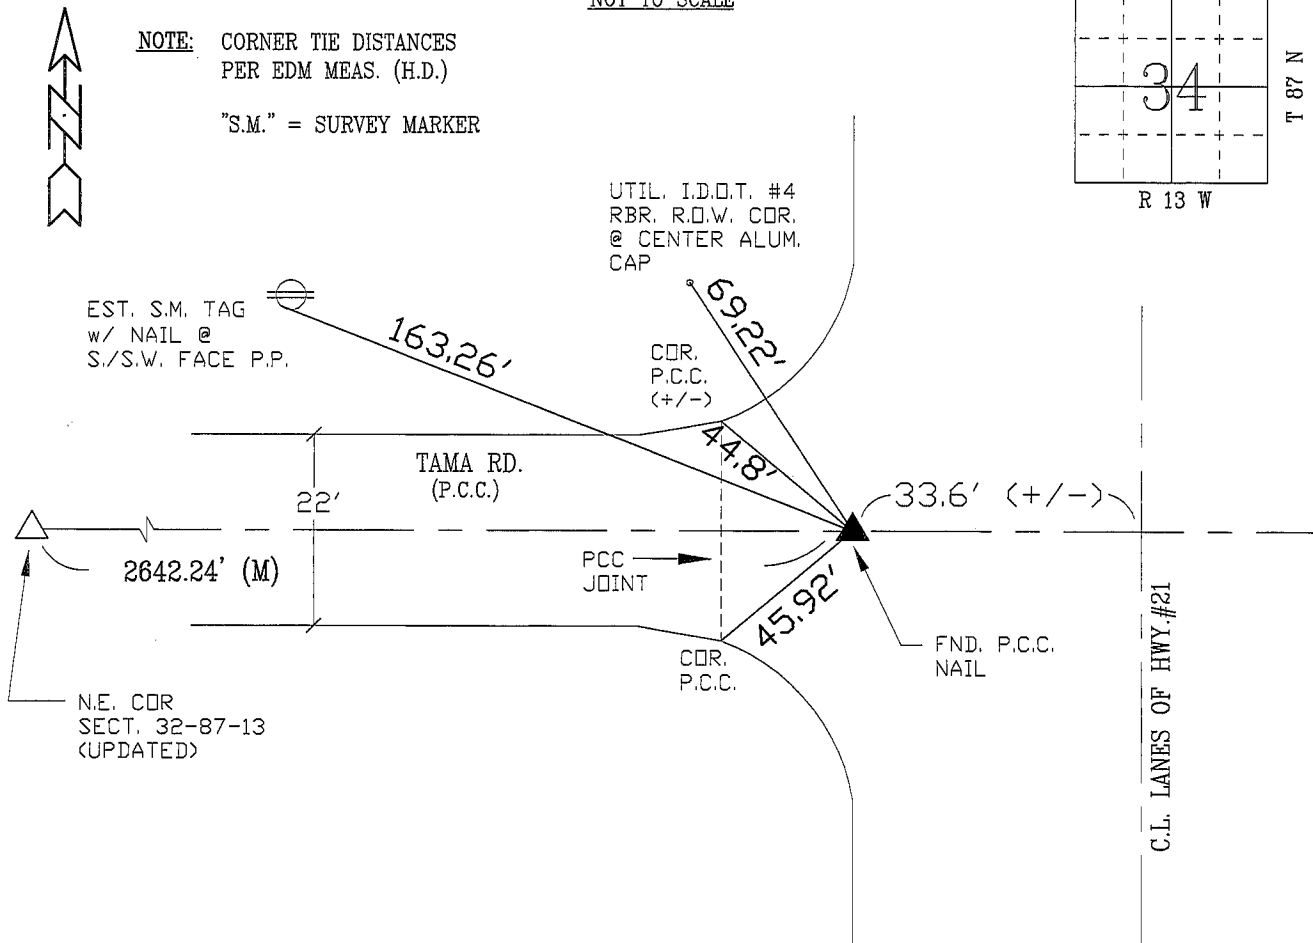 NOT TO SCALE
NOTE: CORNER TIE DISTANCES
PER EDM MEAS. (H.D.)
"S.M." = SURVEY MARKER
34
T 87 N
R 13 W
UTIL. I.D.O.T. #4
RBR. R.O.W. COR.
@ CENTER ALUM.
CAP
EST. S.M. TAG
w/ NAIL @
S./S.W. FACE P.P.
163.26'
69.22'
COR.
P.C.C.
(+/-)
44.8'
TAMA RD.
(P.C.C.)
22'
33.6' (+/-)
2642.24' (M)
PCC
JOINT
45.92'
FND. P.C.C.
NAIL
COR.
P.C.C.
N.E. COR
SECT. 32-87-13
(UPDATED)
C.L. LANES OF HWY.#21